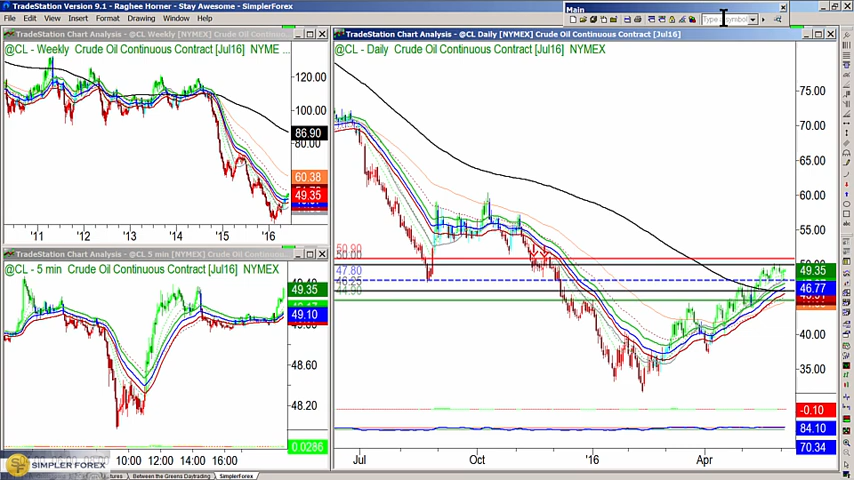 TradeStation Version 9.1 - Raghee Horner - Stay Awesome - SimplerForex
Main
Edit View Insert Format Drawing Window Help
TradeStation Chart Analysis - @CL Weekly [NYMEX] Crude Oil Continuous
@CL - Weekly Crude Oil Continuous Contract [Jul16] NYME ...
120.00
100.00
86.90
80.00
60.38
49.35
'11 '12 '13 '14 '15 '16
TradeStation Chart Analysis - @CL Daily [NYMEX] Crude Oil Continuous Contract [Jul16]
@CL - Daily Crude Oil Continuous Contract [Jul16] NYMEX
75.00
70.00
65.00
60.00
55.00
50.90
50.00
47.80
49.35
46.77
40.00
35.00
-0.10
84.10
70.34
Jul Oct '16 Apr
TradeStation Chart Analysis - @CL 5 min [NYMEX] Crude Oil Continuous
@CL - 5 min Crude Oil Continuous Contract [Jul16] NYMEX
49.35
49.10
48.60
48.20
0.0286
10:00 12:00 14:00 16:00
SIMPLER FOREX
Between the Greens Daytrading
SimplerForex